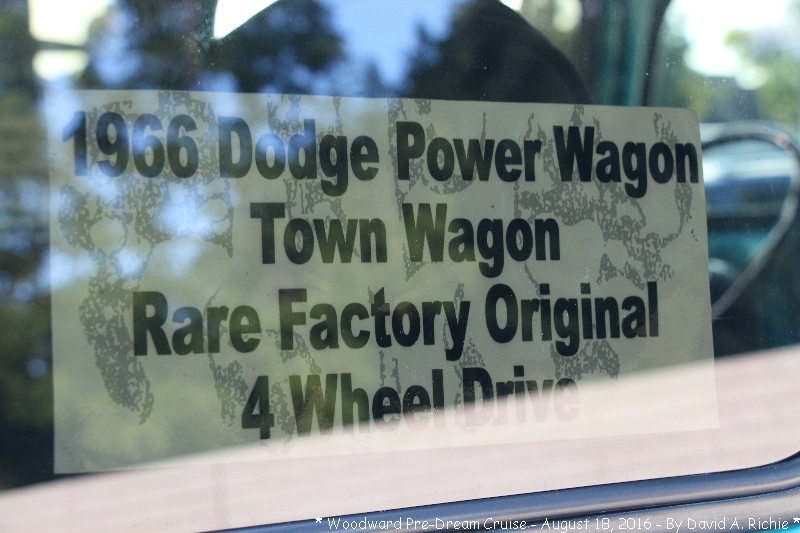 1966 Dodge Power Wagon
Town Wagon
Rare Factory Original
4 Wheel Drive
* Woodward Pre-Dream Cruise - August 18, 2016 - By David A. Richie *